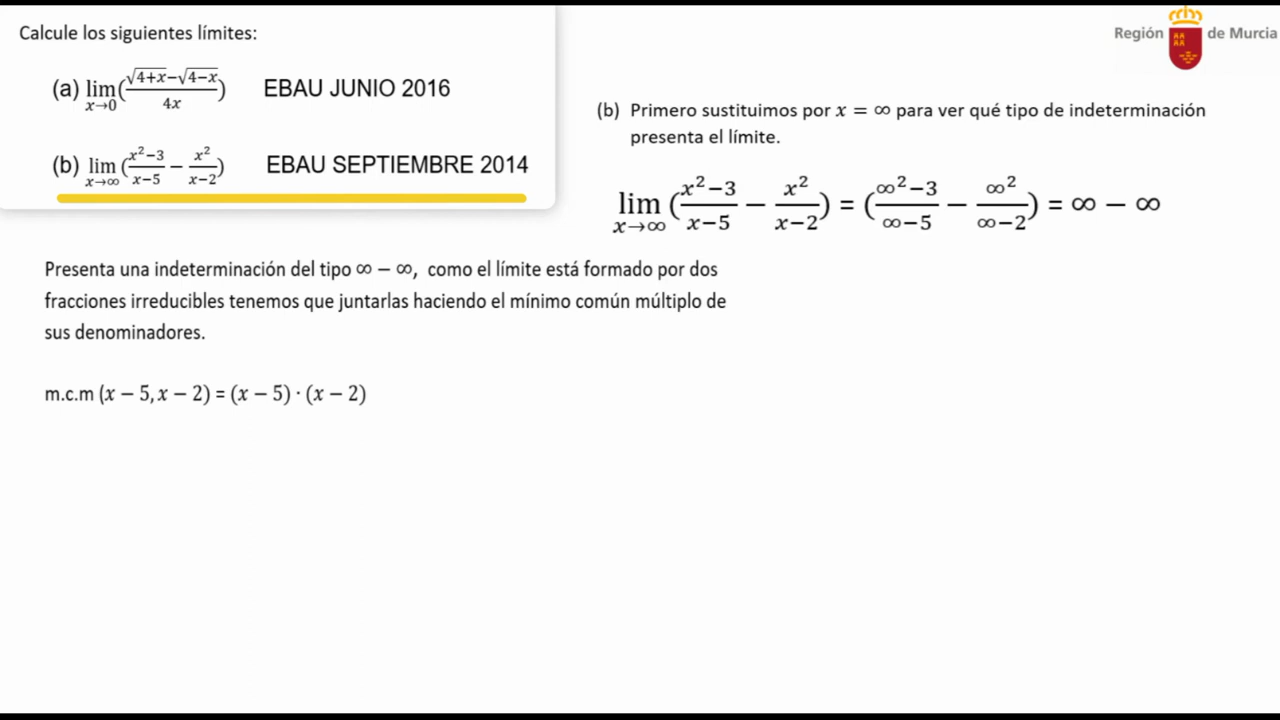 Calcule los siguientes límites:
(a) lim x→0 (√4+x−√4−x / 4x) EBAU JUNIO 2016
(b) lim x→∞ (x²−3 / x−5 − x² / x−2) EBAU SEPTIEMBRE 2014
Región de Murcia
(b) Primero sustituimos por x = ∞ para ver qué tipo de indeterminación
presenta el límite.
lim x→∞ (x²−3 / x−5 − x² / x−2) = (∞²−3 / ∞−5 − ∞² / ∞−2) = ∞ − ∞
Presenta una indeterminación del tipo ∞ − ∞, como el límite está formado por dos
fracciones irreducibles tenemos que juntarlas haciendo el mínimo común múltiplo de
sus denominadores.
m.c.m (x − 5, x − 2) = (x − 5) · (x − 2)